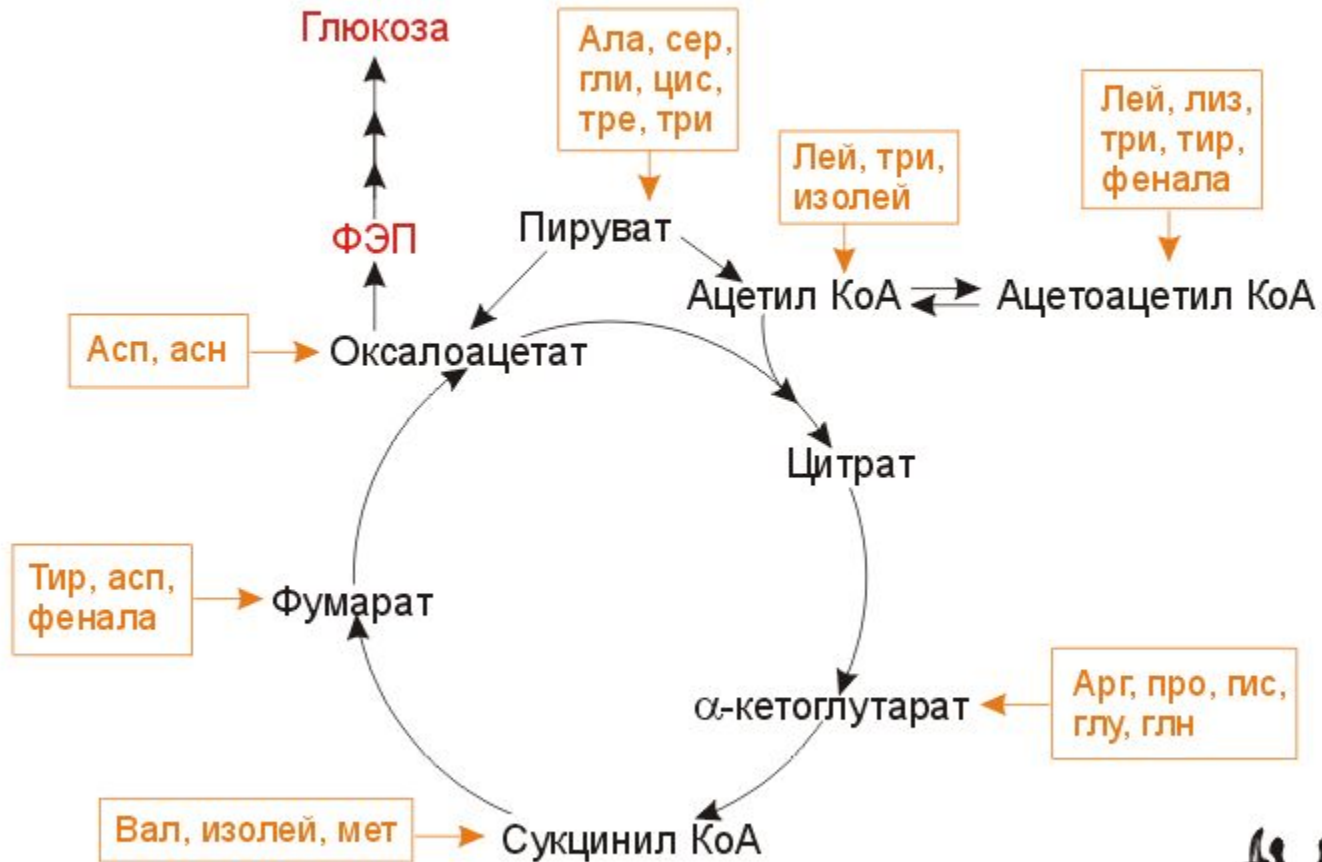 Глюкоза
Ала, сер,
гли, цис,
тре, три
Лей, лиз,
три, тир,
фенала
Лей, три,
изолей
ФЭП
Пируват
Ацетил КоА
Ацетоацетил КоА
Асп, асн
Оксалоацетат
Цитрат
Тир, асп,
фенала
Фумарат
α-кетоглутарат
Арг, про, гис,
глу, глн
Вал, изолей, мет
Сукцинил КоА